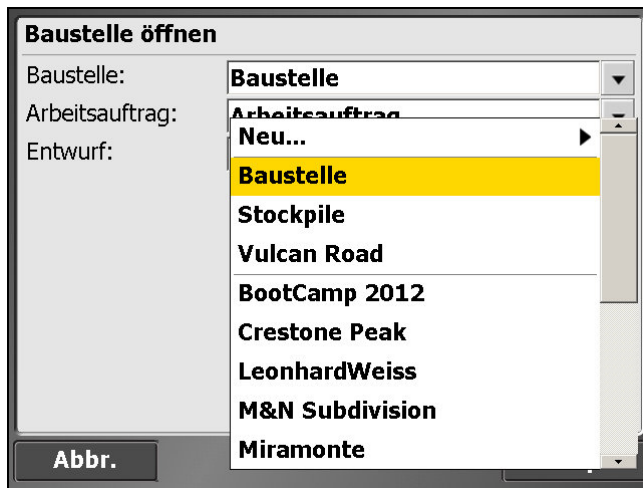 Baustelle öffnen
Baustelle: Baustelle
Arbeitsauftrag: Arbeitsauftrag
Entwurf:
Neu...
Baustelle
Stockpile
Vulcan Road
BootCamp 2012
Crestone Peak
LeonhardWeiss
M&N Subdivision
Miramonte
Abbr.